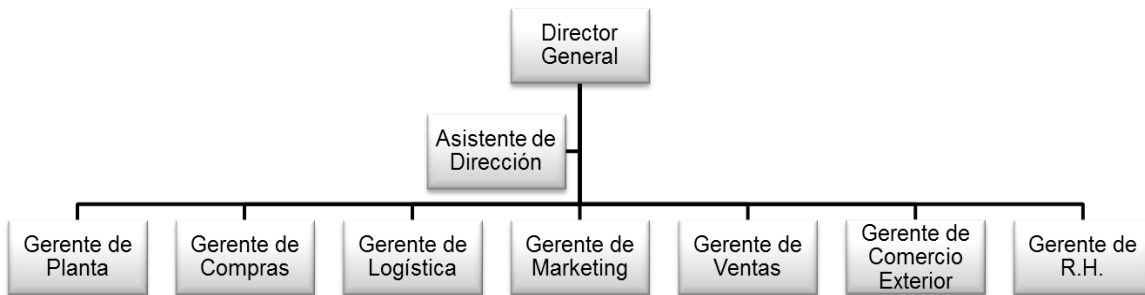 Director
General
Asistente de
Dirección
Gerente de
Planta
Gerente de
Compras
Gerente de
Logística
Gerente de
Marketing
Gerente de
Ventas
Gerente de
Comercio
Exterior
Gerente de
R.H.